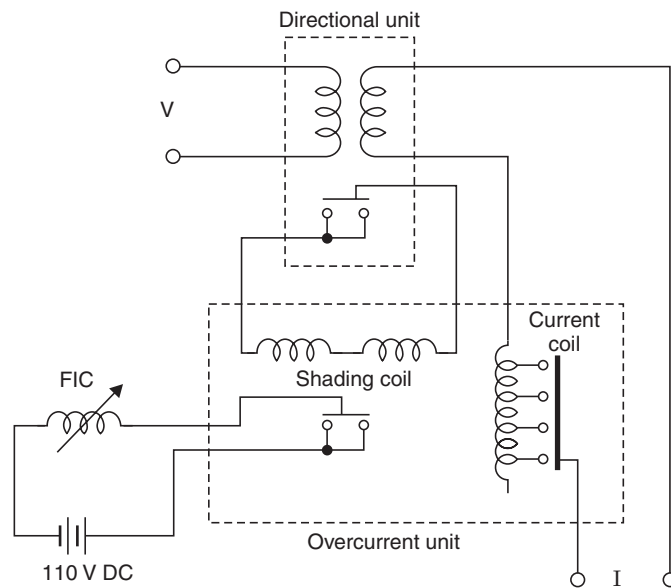 Directional unit
V
Current
coil
FIC
Shading coil
110 V DC
Overcurrent unit
I